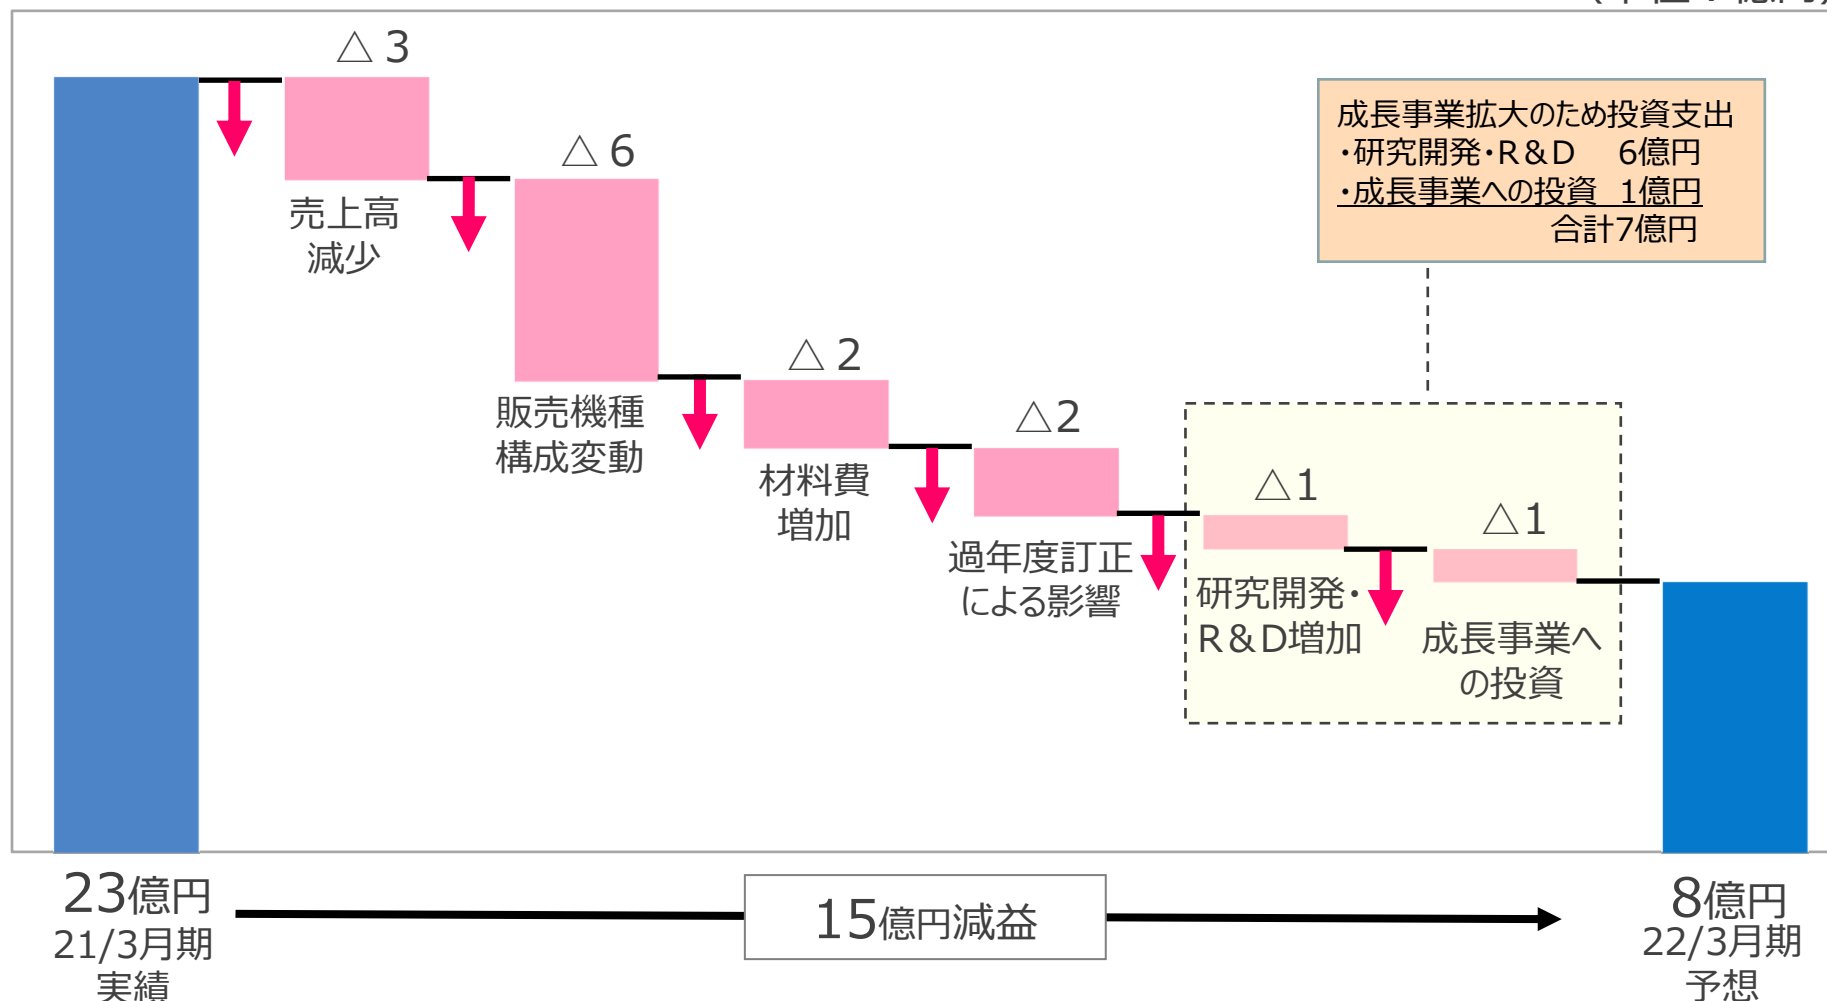 △ 3
売上高
減少
△ 6
販売機種
構成変動
△ 2
材料費
増加
△2
過年度訂正
による影響
△1
研究開発・
R&D増加
△1
成長事業へ
の投資
成長事業拡大のため投資支出
・研究開発・R&D 6億円
・成長事業への投資 1億円
合計7億円
23億円
21/3月期
実績
15億円減益
8億円
22/3月期
予想